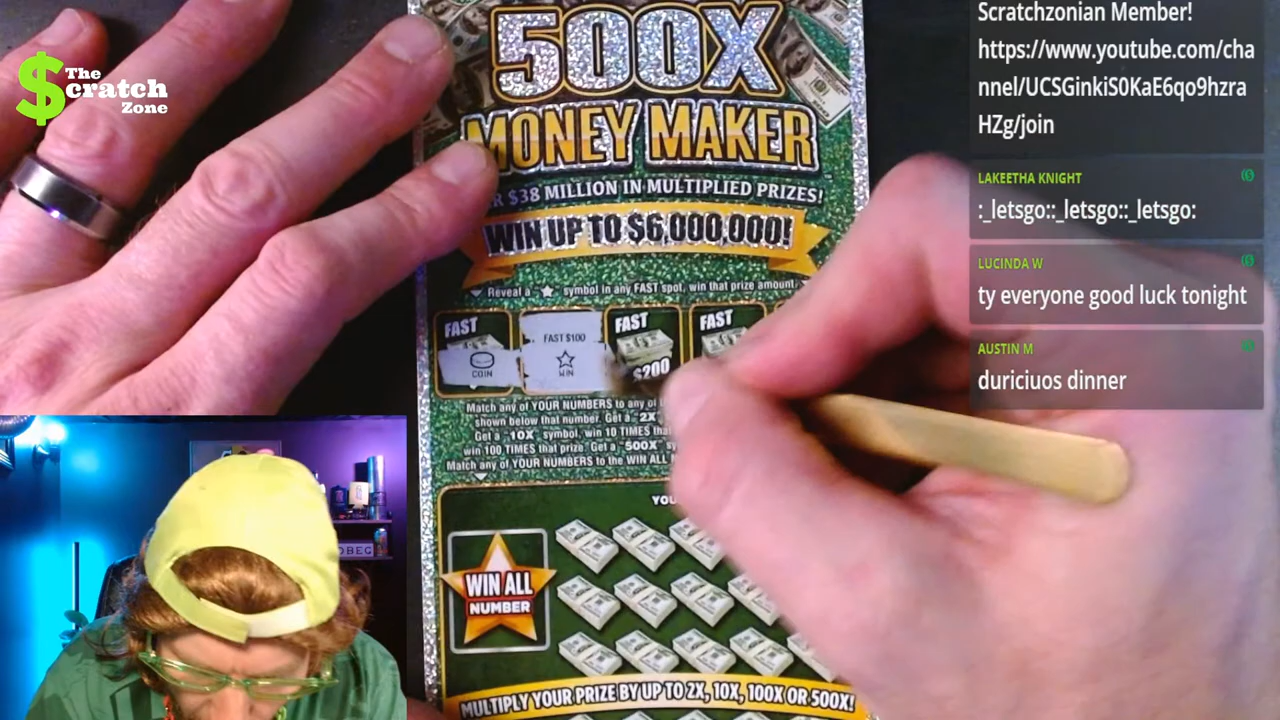 The
$cratch
Zone
500X
MONEY MAKER
$38 MILLION IN MULTIPLIED PRIZES!
WIN UP TO $6,000,000!
Reveal a symbol in any FAST spot, win that prize amount
FAST
COIN
FAST $100
WIN
FAST
$200
FAST
Match any of YOUR NUMBERS to any of
shown below that number. Get a 2X
Get a 10X symbol, win 10 TIMES
win 100 TIMES that prize. Get a 500X
Match any of YOUR NUMBERS to the WIN ALL
WIN ALL
NUMBER
MULTIPLY YOUR PRIZE BY UP TO 2X, 10X, 100X OR 500X!
Scratchzonian Member!
https://www.youtube.com/cha
nnel/UCSGinkiS0KaE6qo9hzra
HZg/join
LAKEETHA KNIGHT
:_letsgo::_letsgo::_letsgo:
LUCINDA W
ty everyone good luck tonight
AUSTIN M
duriciuos dinner